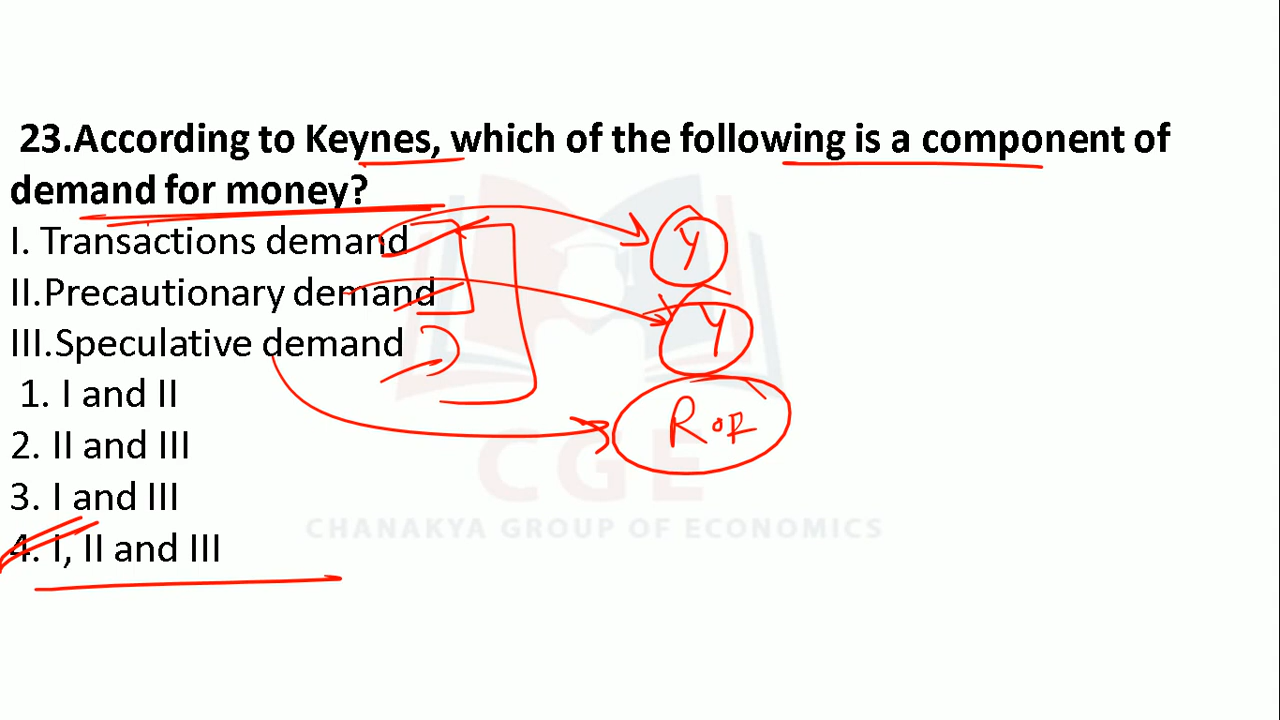 23.According to Keynes, which of the following is a component of
demand for money?
I. Transactions demand
II.Precautionary demand
III.Speculative demand
1. I and II
2. II and III
3. I and III
4. I, II and III
Y
Y
RoR
CGE
CHANAKYA GROUP OF ECONOMICS